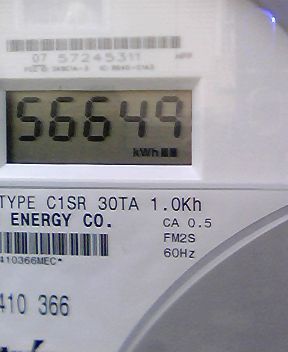 07 57245311
56649
kWh
TYPE C1SR 30TA 1.0Kh
ENERGY CO.
CA 0.5
FM2S
60Hz
410366MEC*
410 366